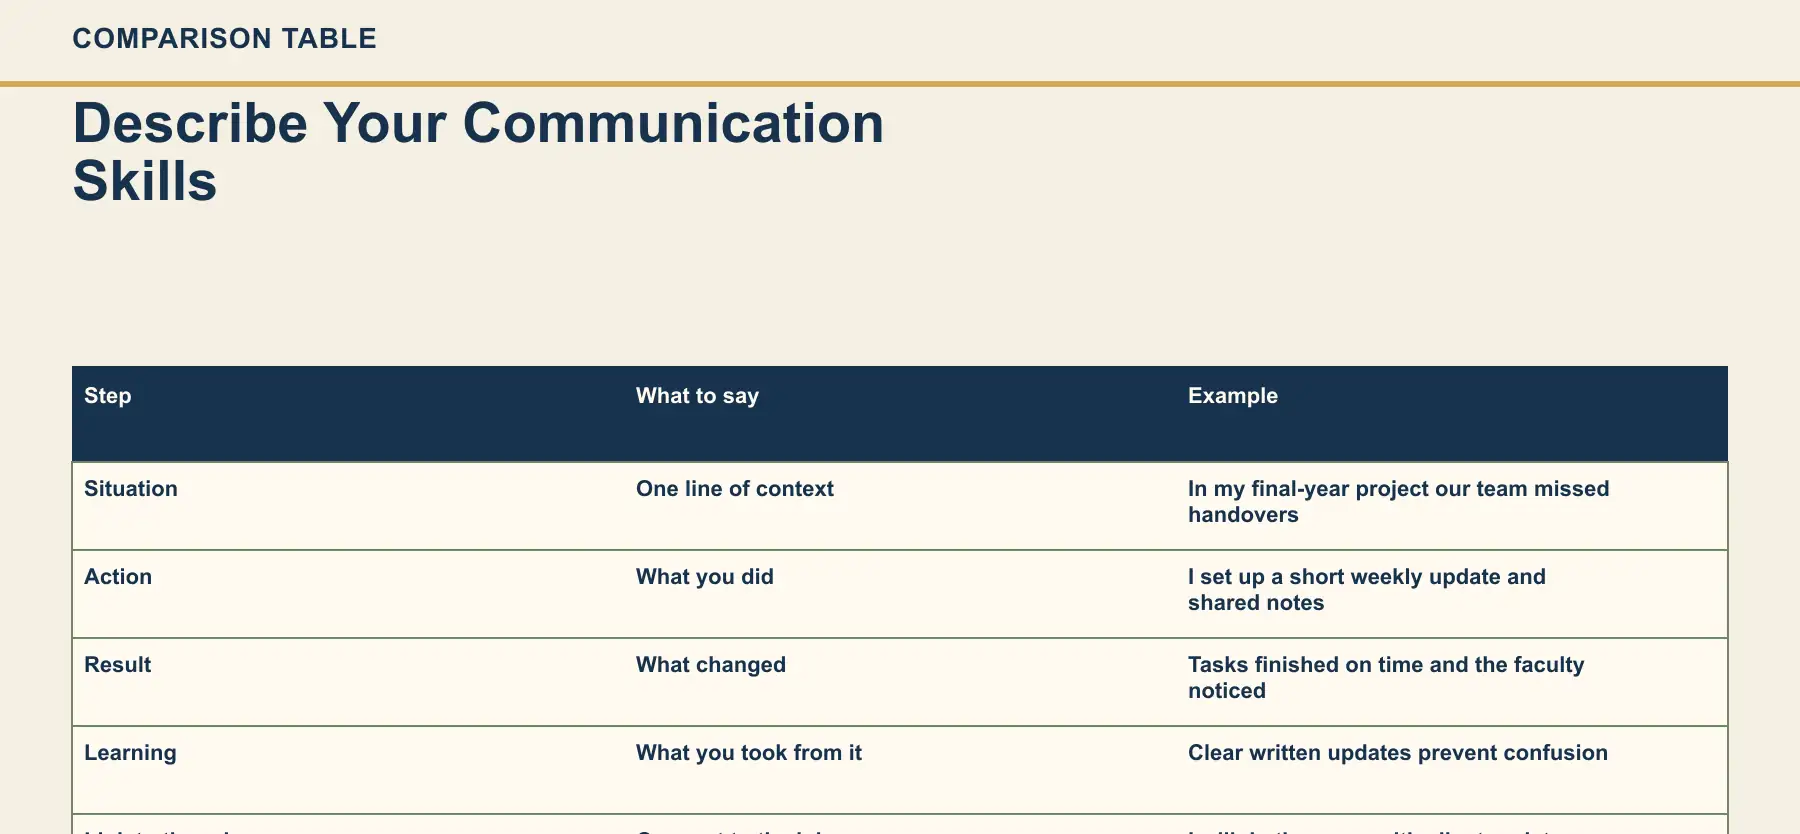 COMPARISON TABLE
Describe Your Communication
Skills
Step
What to say
Example
Situation
One line of context
In my final-year project our team missed
handovers
Action
What you did
I set up a short weekly update and
shared notes
Result
What changed
Tasks finished on time and the faculty
noticed
Learning
What you took from it
Clear written updates prevent confusion